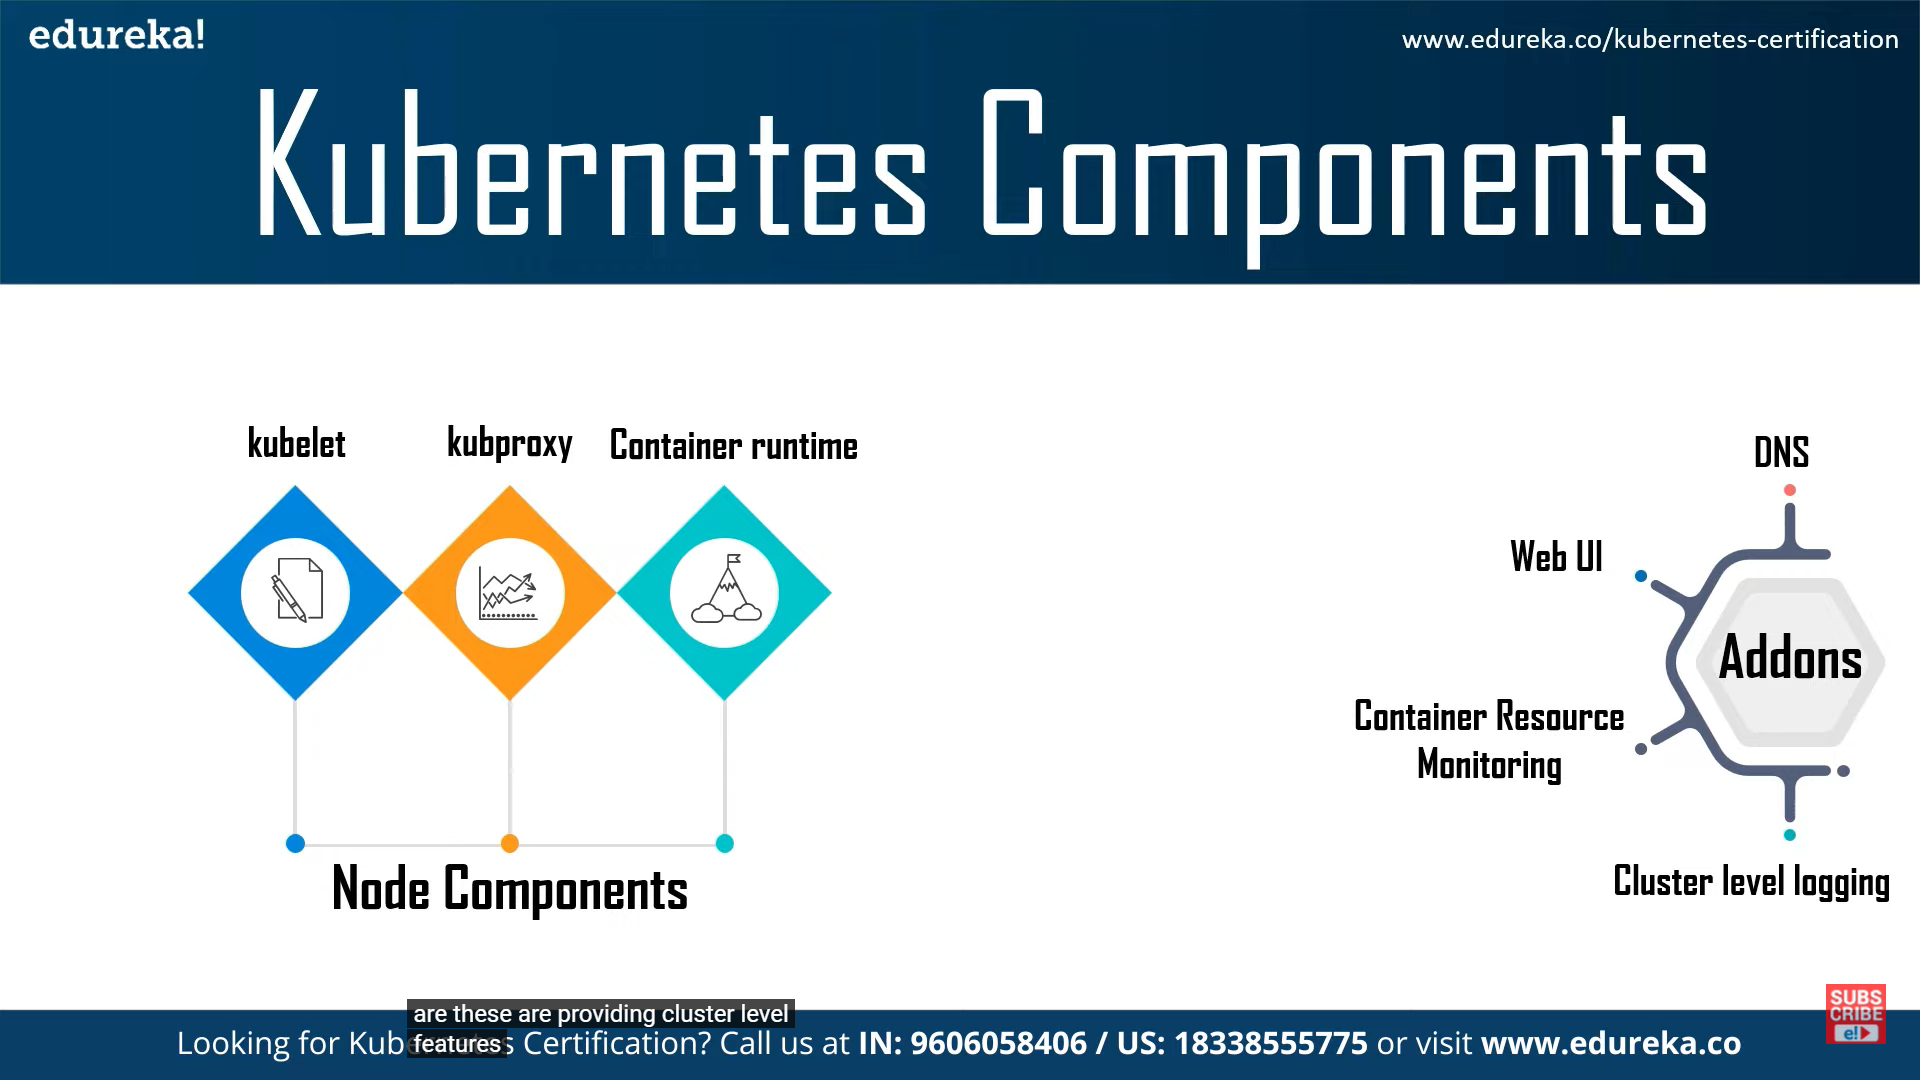 edureka!
www.edureka.co/kubernetes-certification
Kubernetes Components
kubelet
kubproxy
Container runtime
Node Components
DNS
Web UI
Addons
Container Resource
Monitoring
Cluster level logging
are these are providing cluster level
features
Looking for Kub s Certification? Call us at IN: 9606058406 / US: 18338555775 or visit www.edureka.co
SUBS
CRIBE
e!